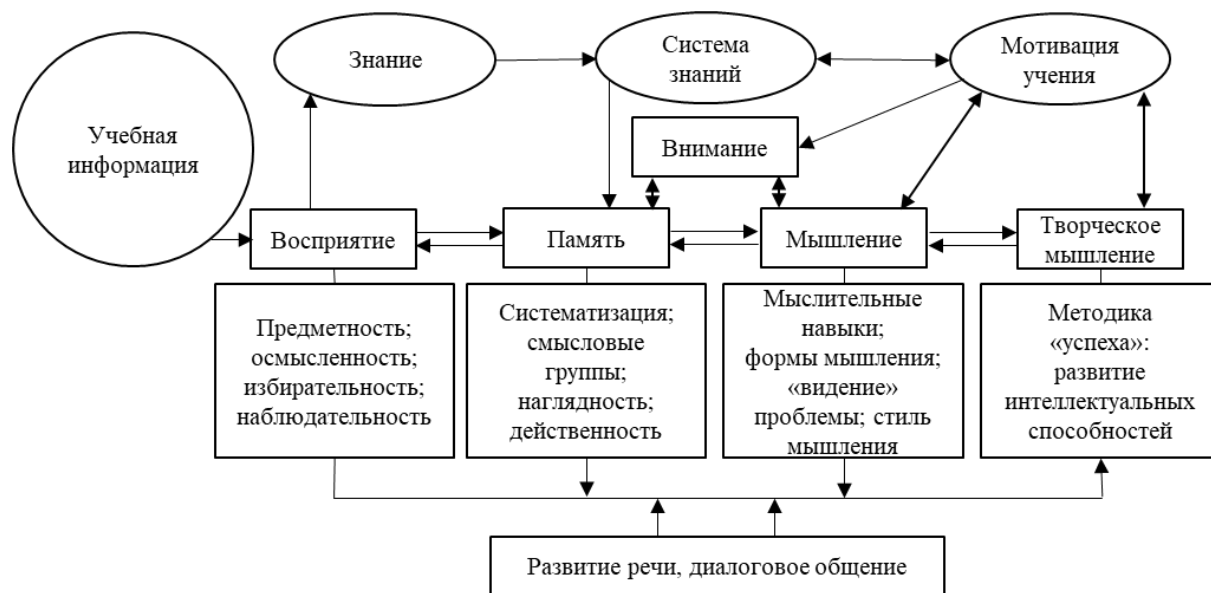 Знание
Система
знаний
Мотивация
учения
Учебная
информация
Внимание
Восприятие
Память
Мышление
Творческое
мышление
Предметность;
осмысленность;
избирательность;
наблюдательность
Систематизация;
смысловые
группы;
наглядность;
действенность
Мыслительные
навыки;
формы мышления;
«видение»
проблемы; стиль
мышления
Методика
«успеха»:
развитие
интеллектуальных
способностей
Развитие речи, диалоговое общение